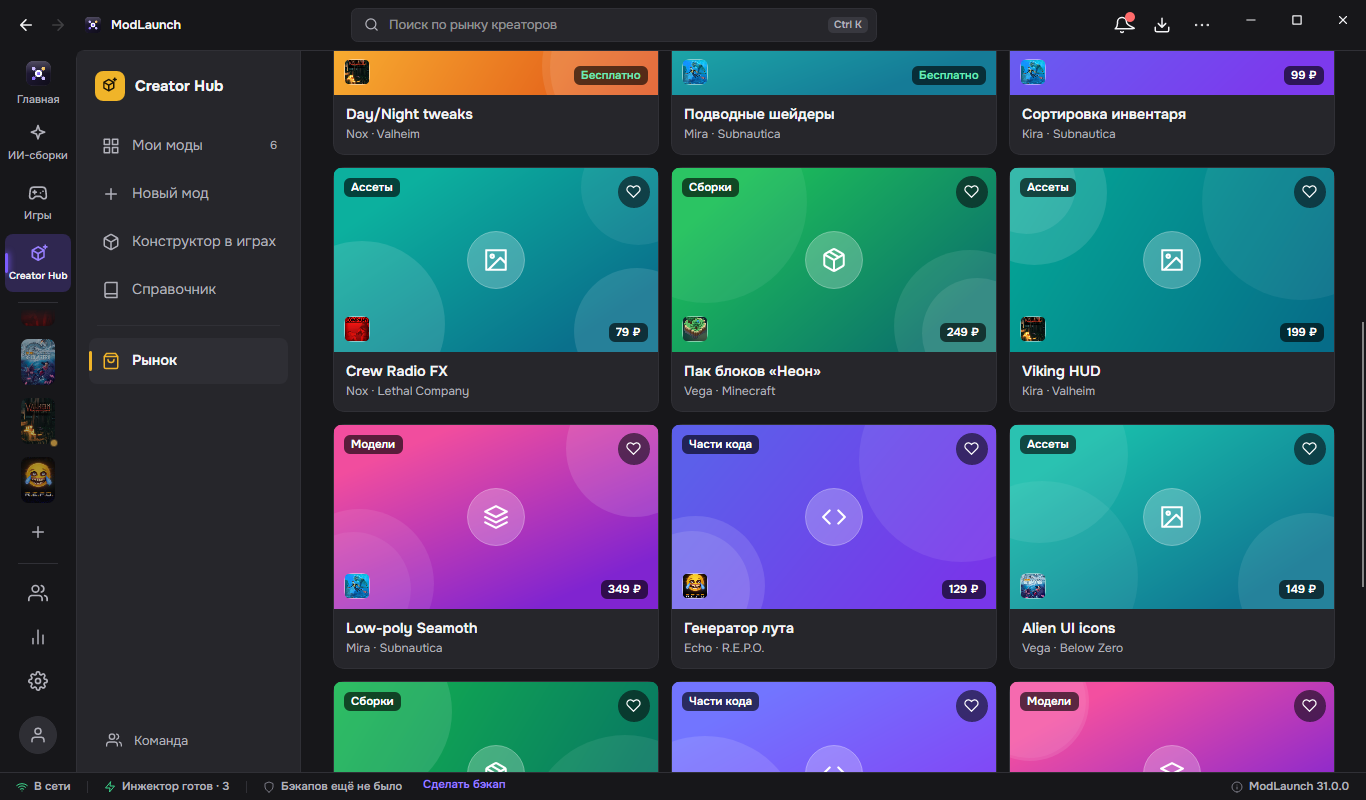 ModLaunch
Поиск по рынку креаторов
Ctrl K
Главная
ИИ-сборки
Игры
Creator Hub
Creator Hub
Мои моды
6
Новый мод
Конструктор в играх
Справочник
Рынок
Команда
Бесплатно
Day/Night tweaks
Nox · Valheim
Бесплатно
Подводные шейдеры
Mira · Subnautica
99 ₽
Сортировка инвентаря
Kira · Subnautica
Ассеты
79 ₽
Crew Radio FX
Nox · Lethal Company
Сборки
249 ₽
Пак блоков «Неон»
Vega · Minecraft
Ассеты
199 ₽
Viking HUD
Kira · Valheim
Модели
349 ₽
Low-poly Seamoth
Mira · Subnautica
Части кода
129 ₽
Генератор лута
Echo · R.E.P.O.
Ассеты
149 ₽
Alien UI icons
Vega · Below Zero
Сборки
Части кода
Модели
В сети
Инжектор готов · 3
Бэкапов ещё не было
Сделать бэкап
ModLaunch 31.0.0